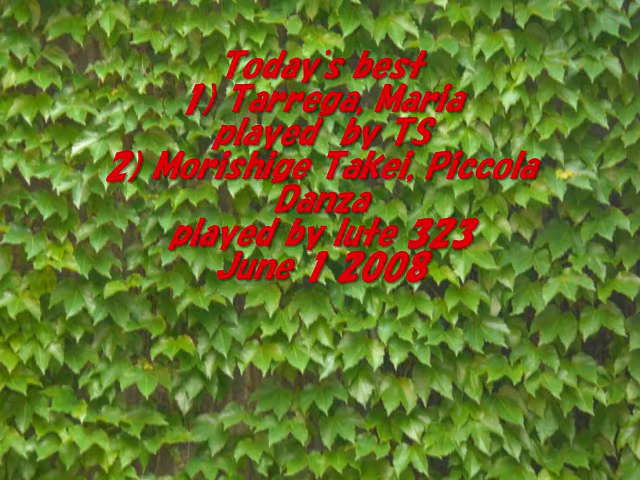 Today's best
1) Tarrega, Maria
played by TS
2) Morishige Takei, Piccola
Danza
played by lute 323
June 1 2008